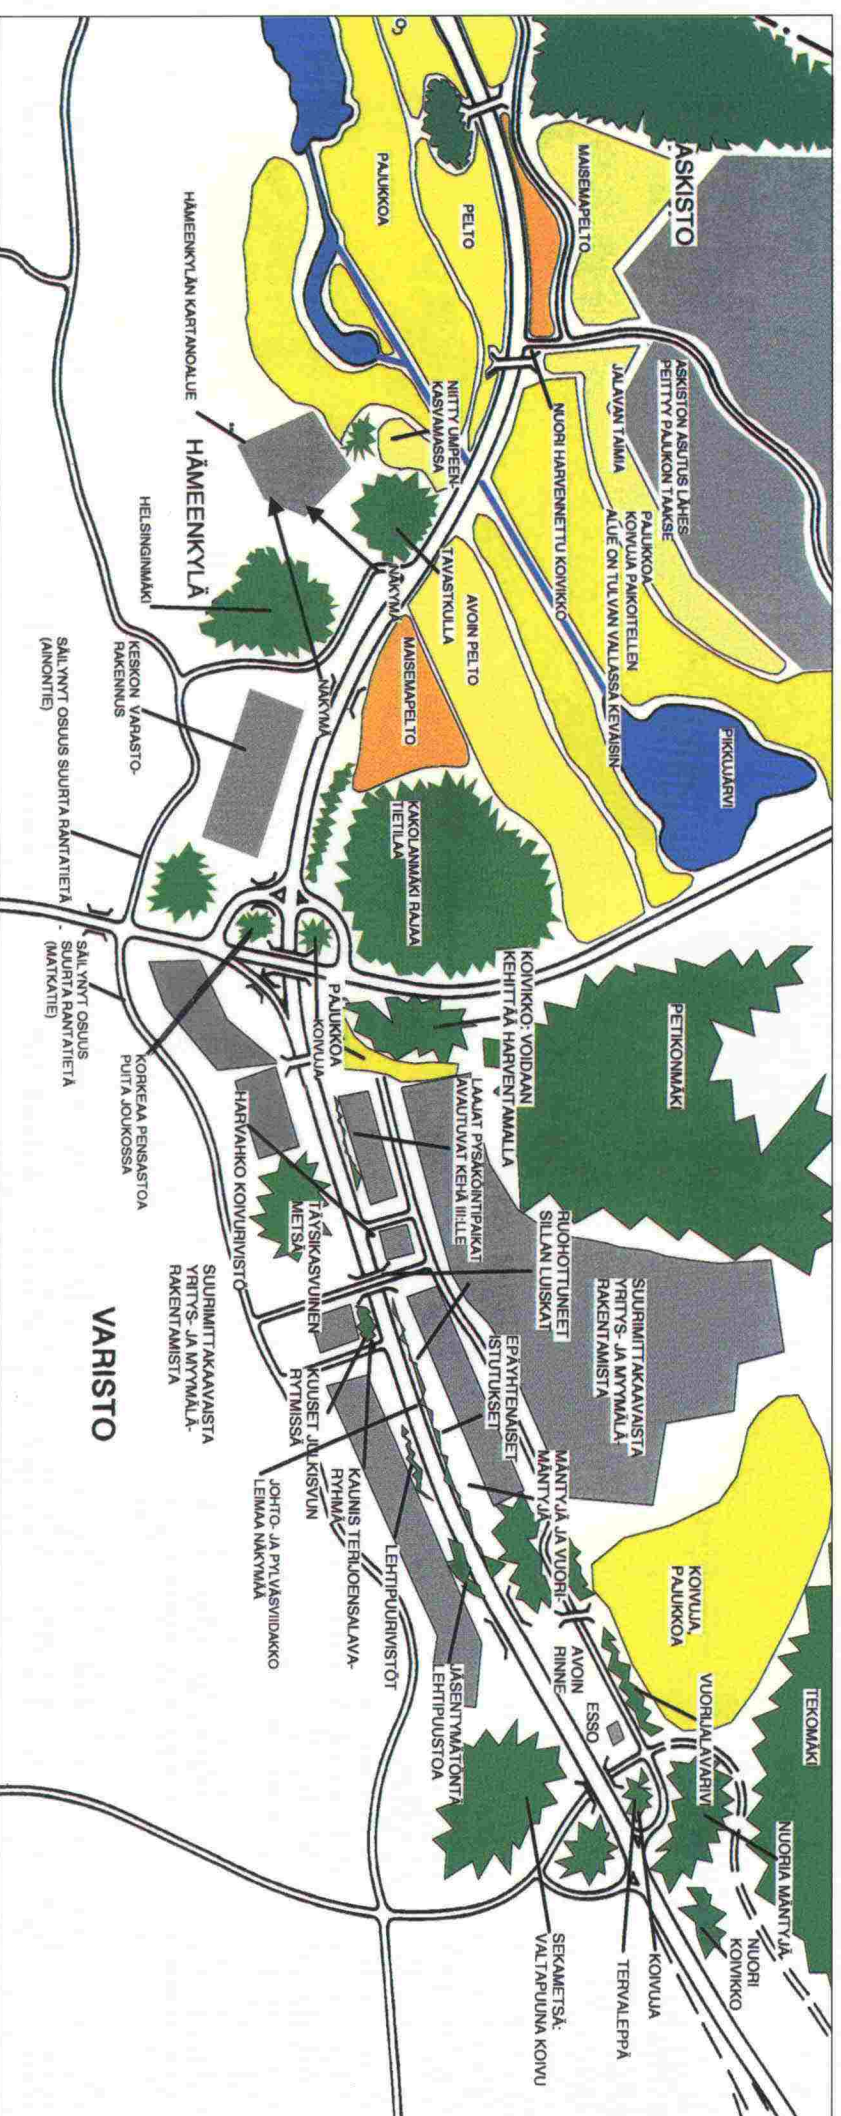 ASKISTO
MAISEMAPELTO
ASKISTON ASUTUS LÄHES
PEITTYY PAJUKON TAAKSE
JALAVAN TAIMIA
PAJUKKOA
KOIVUJA PAIKOITELLEN
ALUE ON TULVAN VALLASSA KEVÄISIN
NUORI HARVENNETTU KOIVIKKO
PELTO
PAJUKKOA
NIITTY UMPEEN-
KASVAMASSA
HÄMEENKYLÄN KARTANOALUE
HÄMEENKYLÄ
HELSINGINMÄKI
TAVASTKULLA
NÄKYMÄ
NÄKYMÄ
AVOIN PELTO
MAISEMAPELTO
PIKKUJÄRVI
KAKOLANMÄKI RAJAA
TIETILAA
KESKON VARASTO-
RAKENNUS
SÄILYNYT OSUUS SUURTA RANTATIETÄ -
(AINONTIE)
SÄILYNYT OSUUS
SUURTA RANTATIETÄ
(MATKATIE)
KORKEAA PENSASTOA
PUITA JOUKOSSA
KOIVUJA
PAJUKKOA
KOIVIKKO: VOIDAAN
KEHITTÄÄ HARVENTAMALLA
PETIKONMÄKI
LAAJAT PYSÄKÖINTIPAIKAT
AVAUTUVAT KEHÄ III:LLE
HARVAHKO KOIVURIVISTÖ
TÄYSIKASVUINEN
METSÄ
RUOHOTTUNEET
SILLAN LUISKAT
SUURIMITTAKAAVAISTA
YRITYS- JA MYYMÄLÄ-
RAKENTAMISTA
SUURIMITTAKAAVAISTA
YRITYS- JA MYYMÄLÄ-
RAKENTAMISTA
VARISTO
EPÄYHTENÄISET
ISTUTUKSET
KUUSET JULKISVUN
RYTMISSÄ
KAUNIS TERIJOENSALAVA-
RYHMÄ
JOHTO- JA PYLVÄSVIIDAKKO
LEIMAA NÄKYMÄÄ
LEHTIPUURIVISTÖT
MÄNTYJÄ JA VUORI-
MÄNTYJÄ
JÄSENTYMÄTÖNTÄ
LEHTIPUUSTOA
AVOIN
RINNE
ESSO
KOIVUJA,
PAJUKKOA
VUORIJALAVARIVI
TEKOMÄKI
NUORIA MÄNTYJÄ
NUORI
KOIVIKKO
KOIVUJA
TERVALEPPÄ
SEKAMETSÄ:
VALTAPUUNA KOIVU